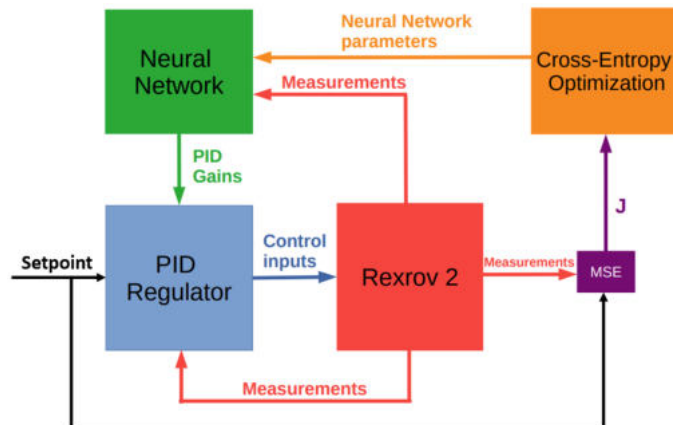 Neural Network
parameters
Neural
Network
Cross-Entropy
Optimization
Measurements
PID
Gains
J
Setpoint
PID
Regulator
Control
inputs
Rexrov 2
Measurements
MSE
Measurements